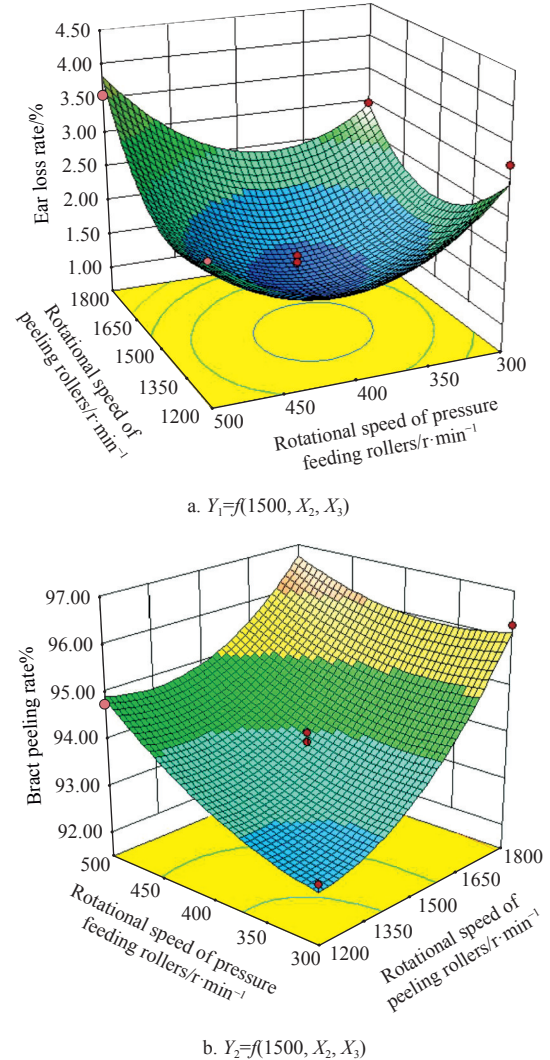 4.50
4.00
3.50
3.00
2.50
2.00
1.50
1.00
Ear loss rate/%
1800
1650
1500
1350
1200
Rotational speed of
peeling rollers/r·min⁻¹
500
450
400
350
300
Rotational speed of pressure
feeding rollers/r·min⁻¹
a. Y₁=f(1500, X₂, X₃)
97.00
96.00
95.00
94.00
93.00
92.00
Bract peeling rate%
500
450
400
350
300
Rotational speed of pressure
feeding rollers/r·min⁻¹
1200
1350
1500
1650
1800
Rotational speed of
peeling rollers/r·min⁻¹
b. Y₂=f(1500, X₂, X₃)